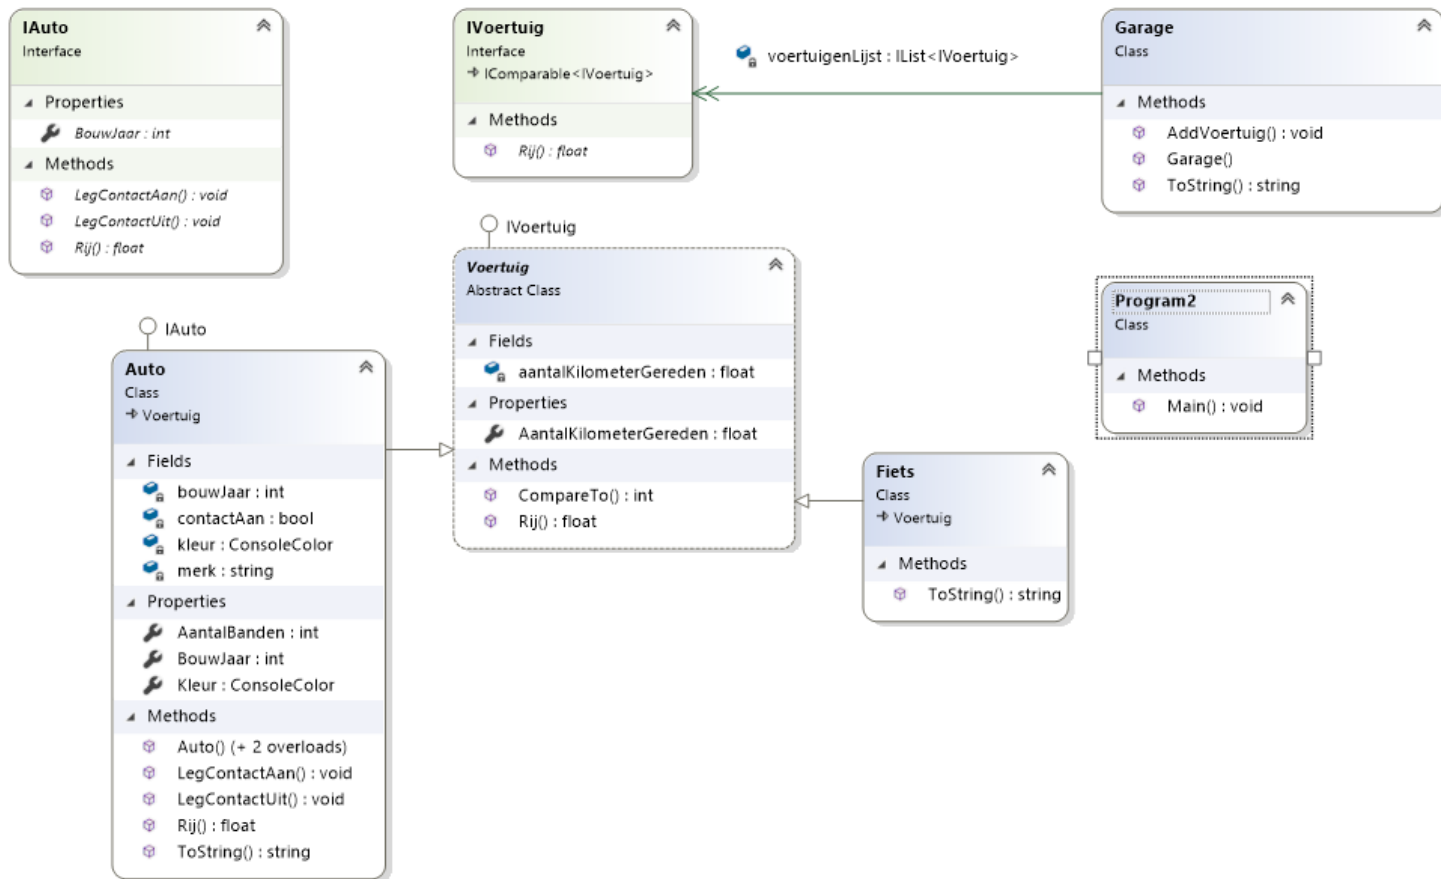 IAuto
Interface
Properties
BouwJaar : int
Methods
LegContactAan() : void
LegContactUit() : void
Rij() : float
IVoertuig
Interface
IComparable<IVoertuig>
Methods
Rij() : float
voertuigenLijst : IList<IVoertuig>
Garage
Class
Methods
AddVoertuig() : void
Garage()
ToString() : string
IVoertuig
Voertuig
Abstract Class
Fields
aantalKilometerGereden : float
Properties
AantalKilometerGereden : float
Methods
CompareTo() : int
Rij() : float
Program2
Class
Methods
Main() : void
IAuto
Auto
Class
Voertuig
Fields
bouwJaar : int
contactAan : bool
kleur : ConsoleColor
merk : string
Properties
AantalBanden : int
BouwJaar : int
Kleur : ConsoleColor
Methods
Auto() (+ 2 overloads)
LegContactAan() : void
LegContactUit() : void
Rij() : float
ToString() : string
Fiets
Class
Voertuig
Methods
ToString() : string